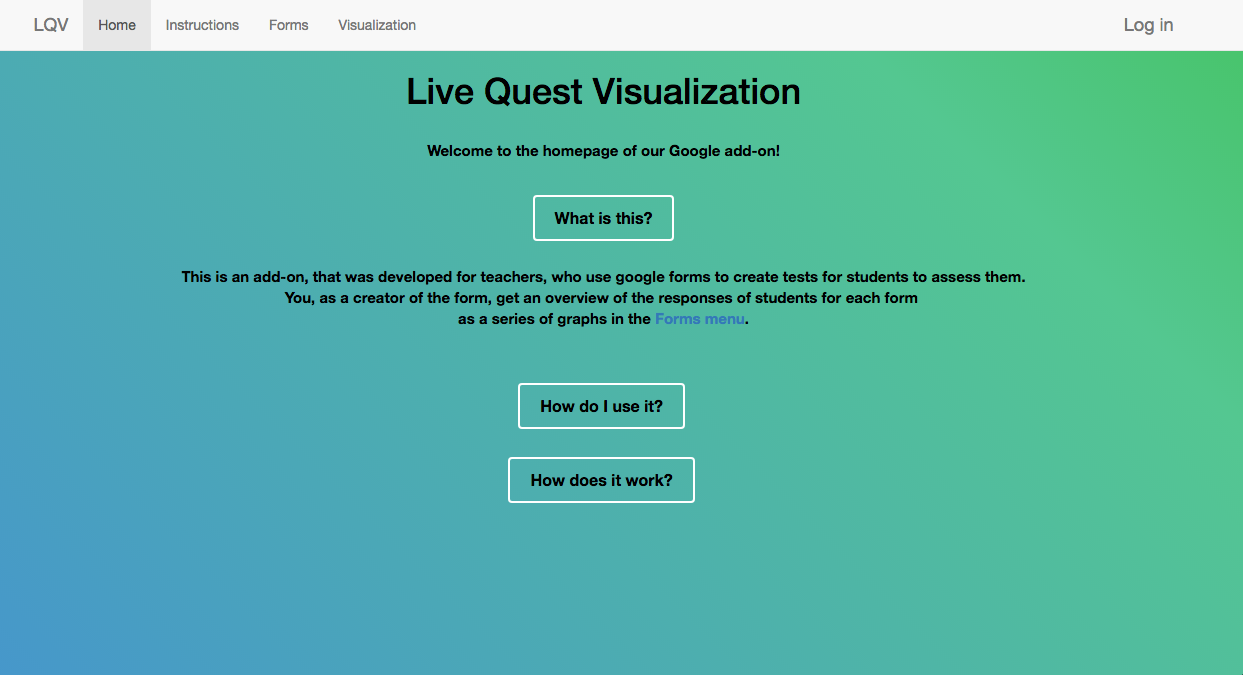 LQV Home Instructions Forms Visualization Log in
Live Quest Visualization
Welcome to the homepage of our Google add-on!
What is this?
This is an add-on, that was developed for teachers, who use google forms to create tests for students to assess them.
You, as a creator of the form, get an overview of the responses of students for each form
as a series of graphs in the Forms menu.
How do I use it?
How does it work?